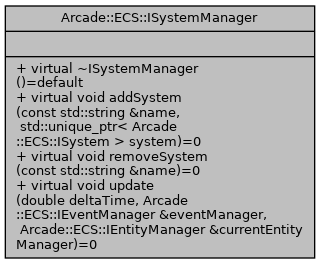 Arcade::ECS::ISystemManager
+ virtual ~ISystemManager
()=default
+ virtual void addSystem
(const std::string &name,
 std::unique_ptr< Arcade
::ECS::ISystem > system)=0
+ virtual void removeSystem
(const std::string &name)=0
+ virtual void update
(double deltaTime, Arcade
::ECS::IEventManager &eventManager,
 Arcade::ECS::IEntityManager &currentEntity
Manager)=0